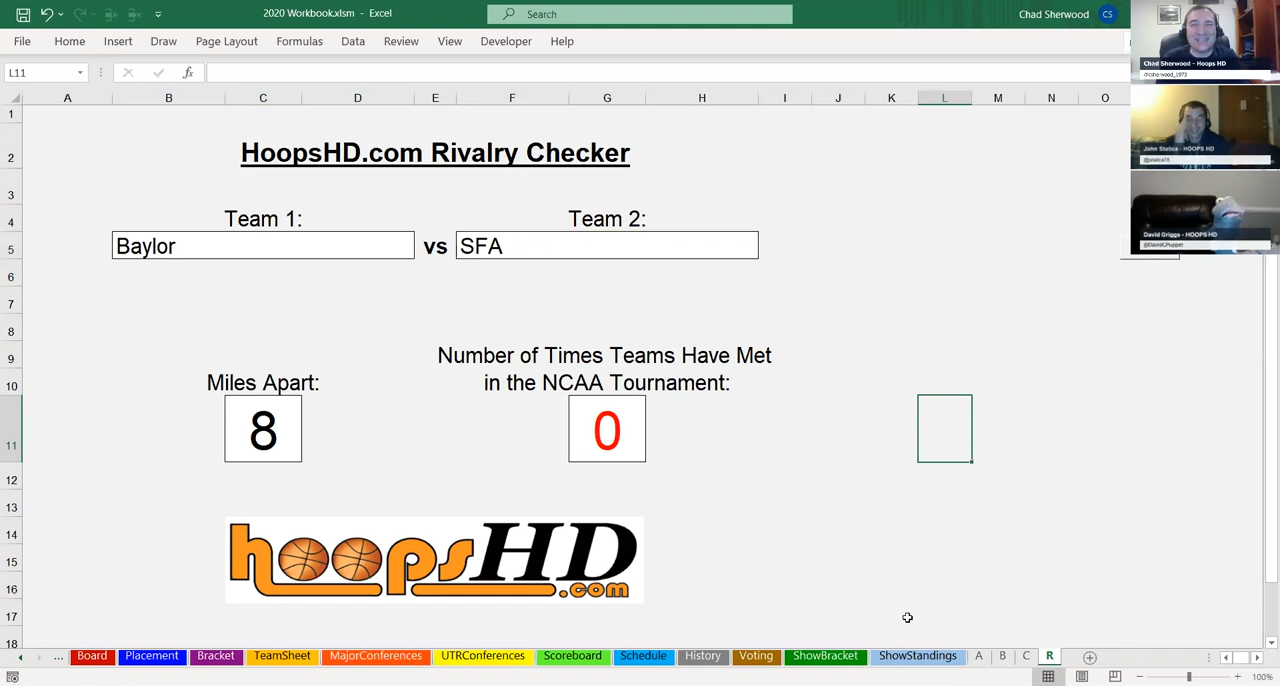 2020 Workbook.xlsm - Excel
Search
Chad Sherwood CS
File Home Insert Draw Page Layout Formulas Data Review View Developer Help
L11
fx
A B C D E F G H I J K L M N O
1
2
3
4
5
6
7
8
9
10
11
12
13
14
15
16
17
18
HoopsHD.com Rivalry Checker
Team 1: Team 2:
Baylor vs SFA
Number of Times Teams Have Met
Miles Apart: in the NCAA Tournament:
8 0
hoopsHD
.com
Chad Sherwood - Hoops HD
John Stalica - HOOPS HD
David Griggs - HOOPS HD
@DavidCPuppet
... Board Placement Bracket TeamSheet MajorConferences UTRConferences Scoreboard Schedule History Voting ShowBracket ShowStandings A B C R
100%